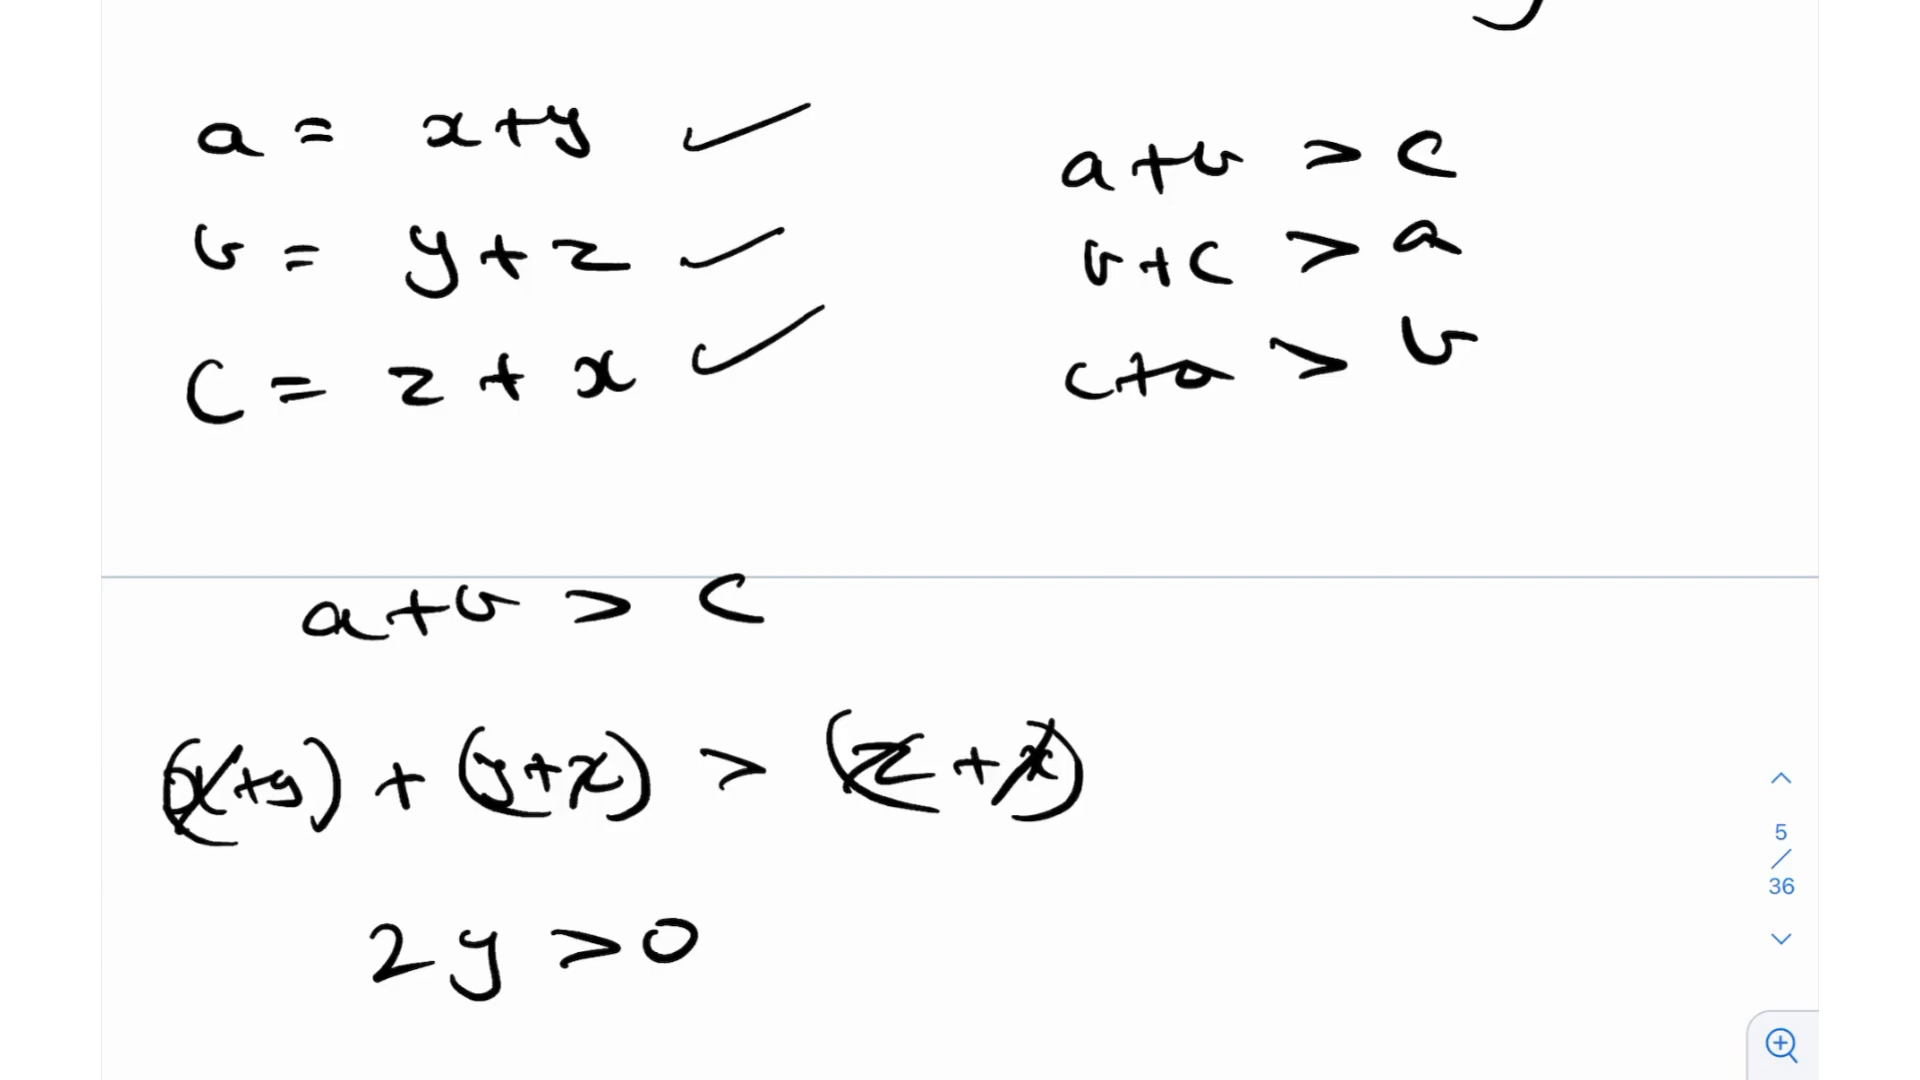 a = x+y
b = y+z
c = z+x
a+b > c
b+c > a
c+a > b
a+b > c
(x+y) + (y+z) > (z+x)
2y >0
5
/
36